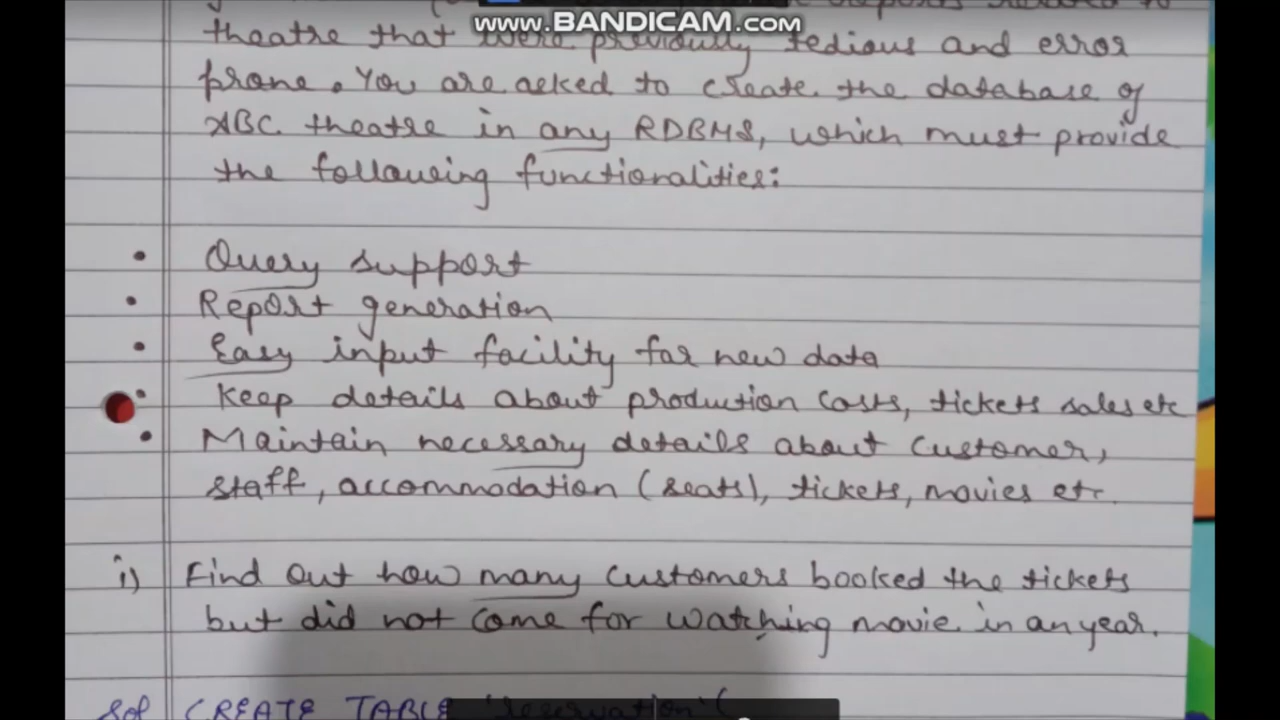 www.BANDICAM.com
theatre that were previously tedious and error
prone. You are asked to create the database of
XBC theatre in any RDBMS, which must provide
the following functionalities:
• Query support
• Report generation
• Easy input facility for new data
• Keep details about production costs, tickets sales etc
• Maintain necessary details about customer,
staff, accommodation (seats), tickets, movies etc.
i) Find out how many customers booked the tickets
but did not come for watching movie in an year.
Sol CREATE TABLE 'reservation' (